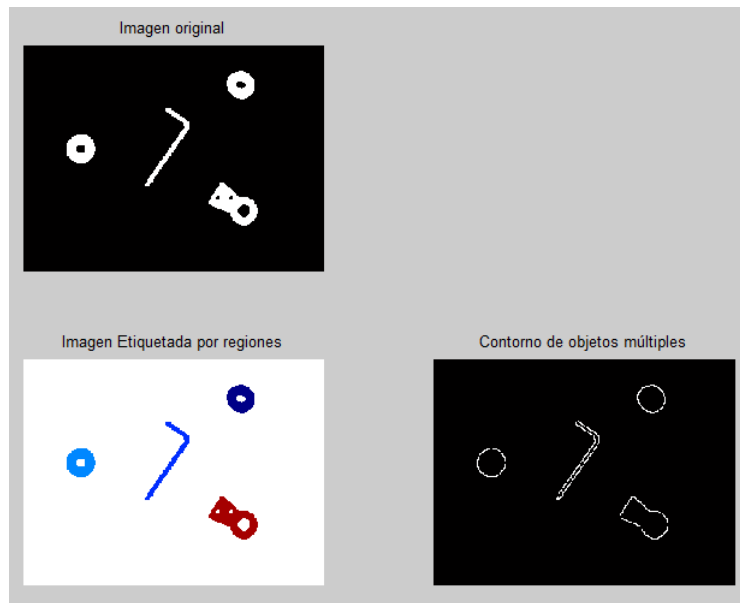 Imagen original
Imagen Etiquetada por regiones
Contorno de objetos múltiples